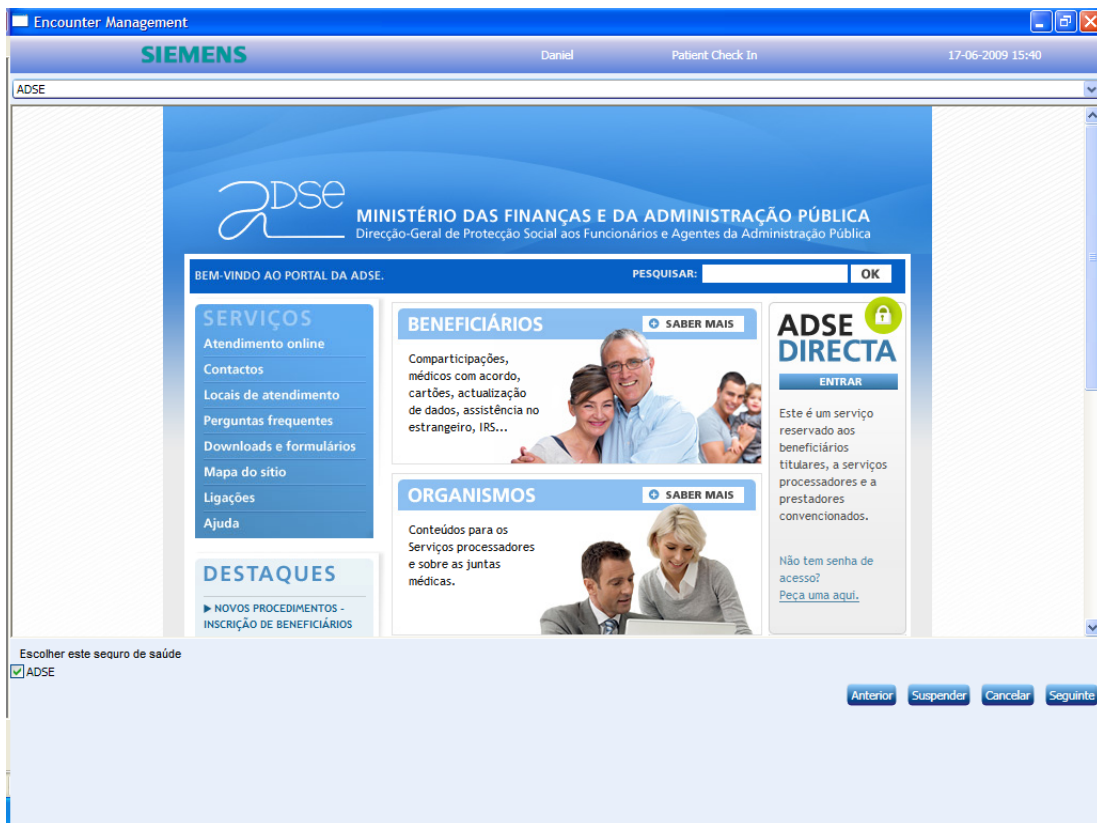 Encounter Management
SIEMENS
Daniel
Patient Check In
17-06-2009 15:40
ADSE
aDSe
MINISTÉRIO DAS FINANÇAS E DA ADMINISTRAÇÃO PÚBLICA
Direcção-Geral de Protecção Social aos Funcionários e Agentes da Administração Pública
BEM-VINDO AO PORTAL DA ADSE.
PESQUISAR:
OK
SERVIÇOS
Atendimento online
Contactos
Locais de atendimento
Perguntas frequentes
Downloads e formulários
Mapa do sítio
Ligações
Ajuda
DESTAQUES
NOVOS PROCEDIMENTOS -
INSCRIÇÃO DE BENEFICIÁRIOS
BENEFICIÁRIOS
SABER MAIS
Comparticipações,
médicos com acordo,
cartões, actualização
de dados, assistência no
estrangeiro, IRS...
ORGANISMOS
SABER MAIS
Conteúdos para os
Serviços processadores
e sobre as juntas
médicas.
ADSE
DIRECTA
ENTRAR
Este é um serviço
reservado aos
beneficiários
titulares, a serviços
processadores e a
prestadores
convencionados.
Não tem senha de
acesso?
Peça uma aqui.
Escolher este seguro de saúde
ADSE
Anterior
Suspender
Cancelar
Seguinte